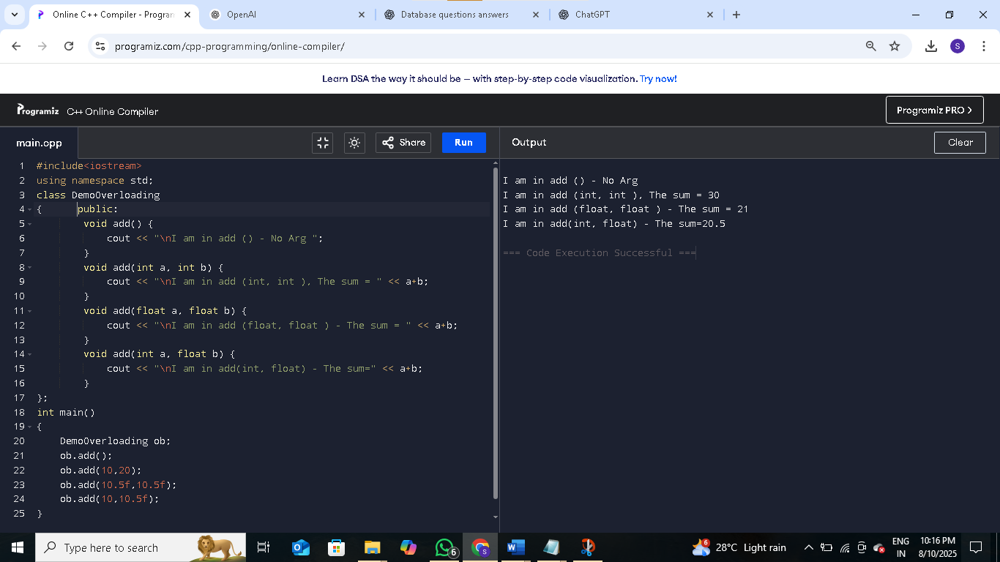 Online C++ Compiler - Program
OpenAI
Database questions answers
ChatGPT
programiz.com/cpp-programming/online-compiler/
S
Learn DSA the way it should be — with step-by-step code visualization. Try now!
Programiz C++ Online Compiler
Programiz PRO >
main.cpp
Share
Run
Output
Clear
1 #include<iostream>
2 using namespace std;
3 class DemoOverloading
4 {      public:
5        void add() {
6            cout << "\nI am in add () - No Arg ";
7        }
8        void add(int a, int b) {
9            cout << "\nI am in add (int, int ), The sum = " << a+b;
10        }
11        void add(float a, float b) {
12            cout << "\nI am in add (float, float ) - The sum = " << a+b;
13        }
14        void add(int a, float b) {
15            cout << "\nI am in add(int, float) - The sum=" << a+b;
16        }
17 };
18 int main()
19 {
20    DemoOverloading ob;
21    ob.add();
22    ob.add(10,20);
23    ob.add(10.5f,10.5f);
24    ob.add(10,10.5f);
25 }
I am in add () - No Arg
I am in add (int, int ), The sum = 30
I am in add (float, float ) - The sum = 21
I am in add(int, float) - The sum=20.5
=== Code Execution Successful ===
Type here to search
6
S
W
6
28°C Light rain
ENG
IN
10:16 PM
8/10/2025